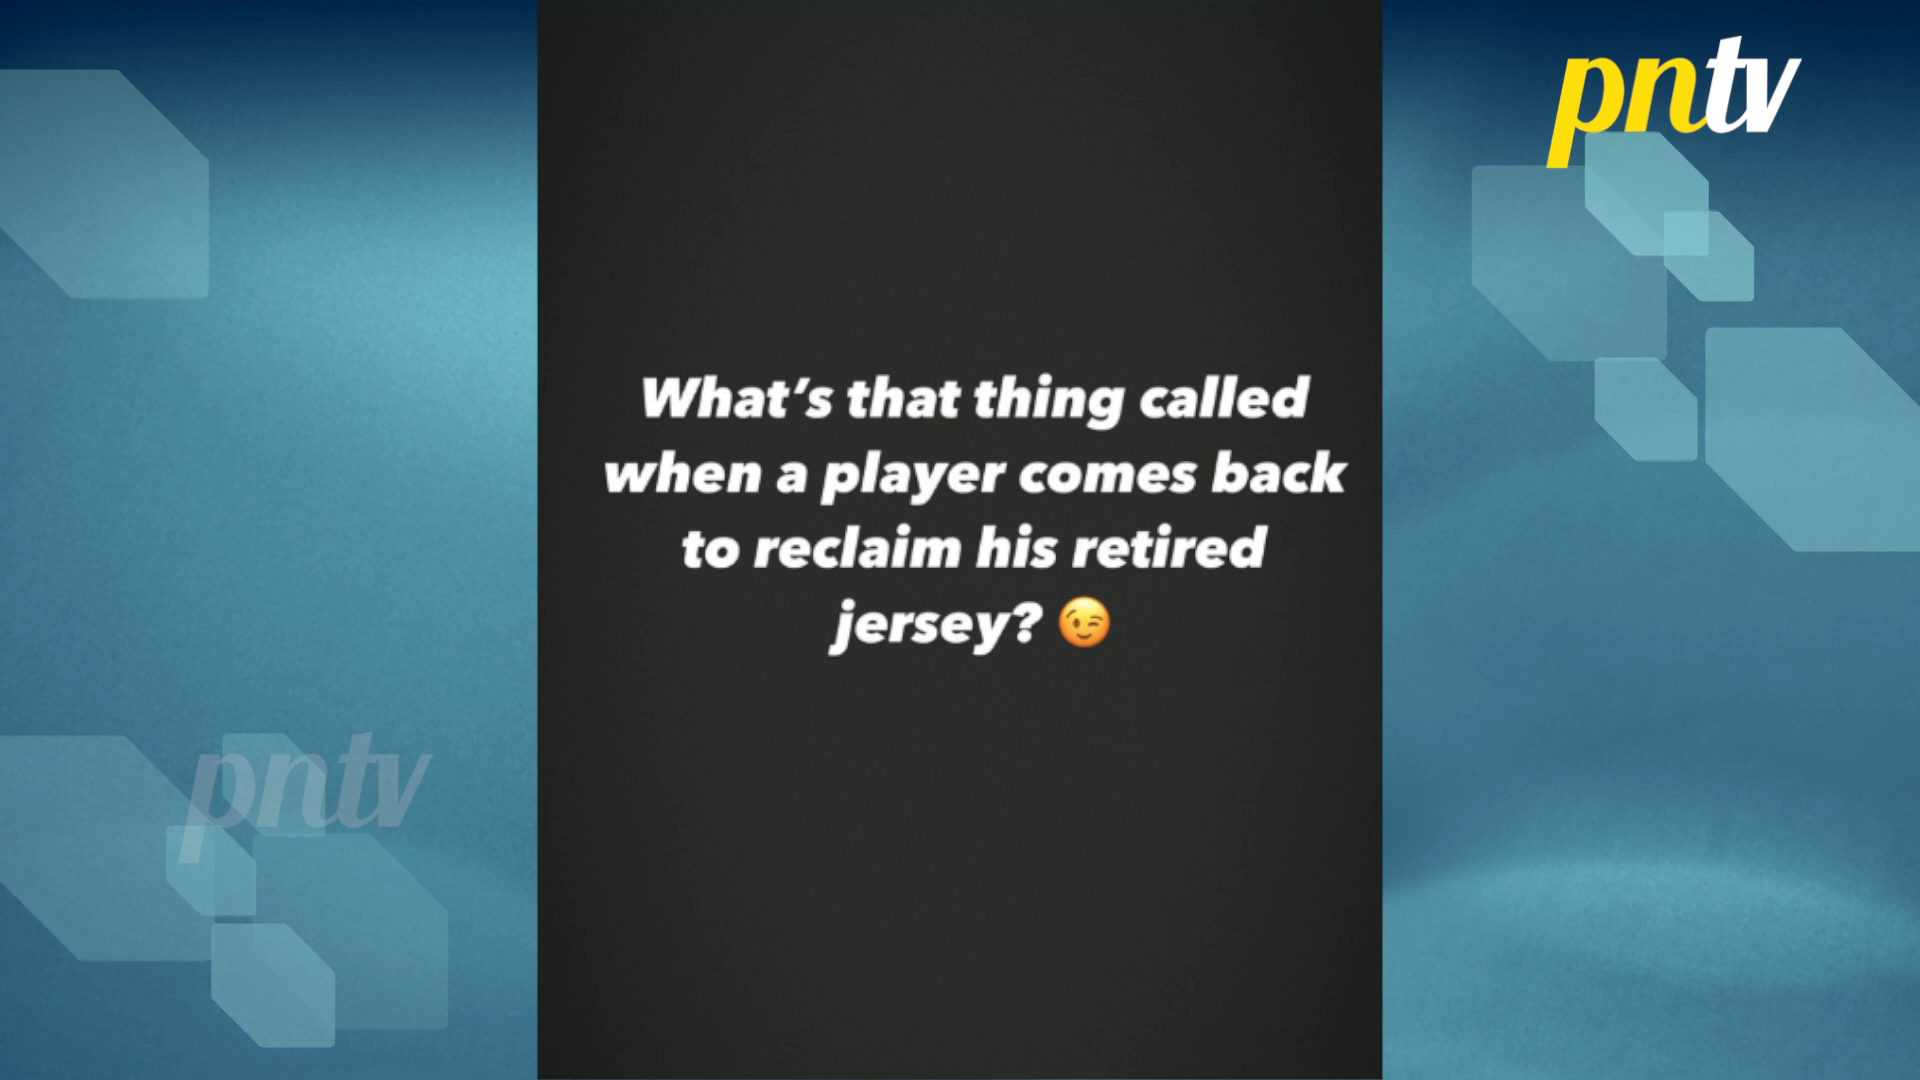 pntv
What's that thing called
when a player comes back
to reclaim his retired
jersey? 😉
pntv